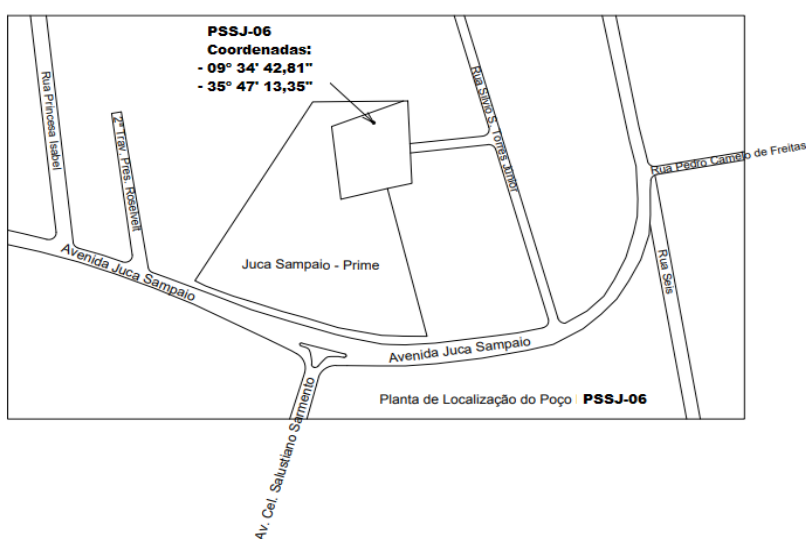 PSSJ-06
Coordenadas:
- 09° 34' 42,81"
- 35° 47' 13,35"
Rua Princesa Isabel
2ª Trav. Pres. Roselvelt
Rua Silvio S. Torres Junior
Rua Pedro Camelo de Freitas
Rua Seis
Juca Sampaio - Prime
Avenida Juca Sampaio
Avenida Juca Sampaio
Av. Cel. Salustiano Sarmento
Planta de Localização do Poço PSSJ-06